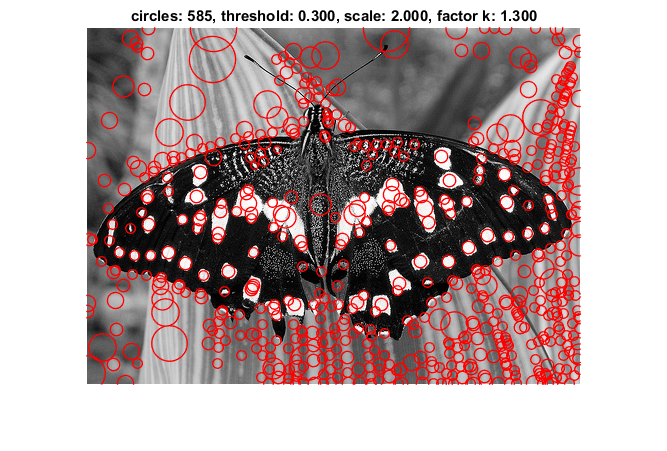 circles: 585, threshold: 0.300, scale: 2.000, factor k: 1.300